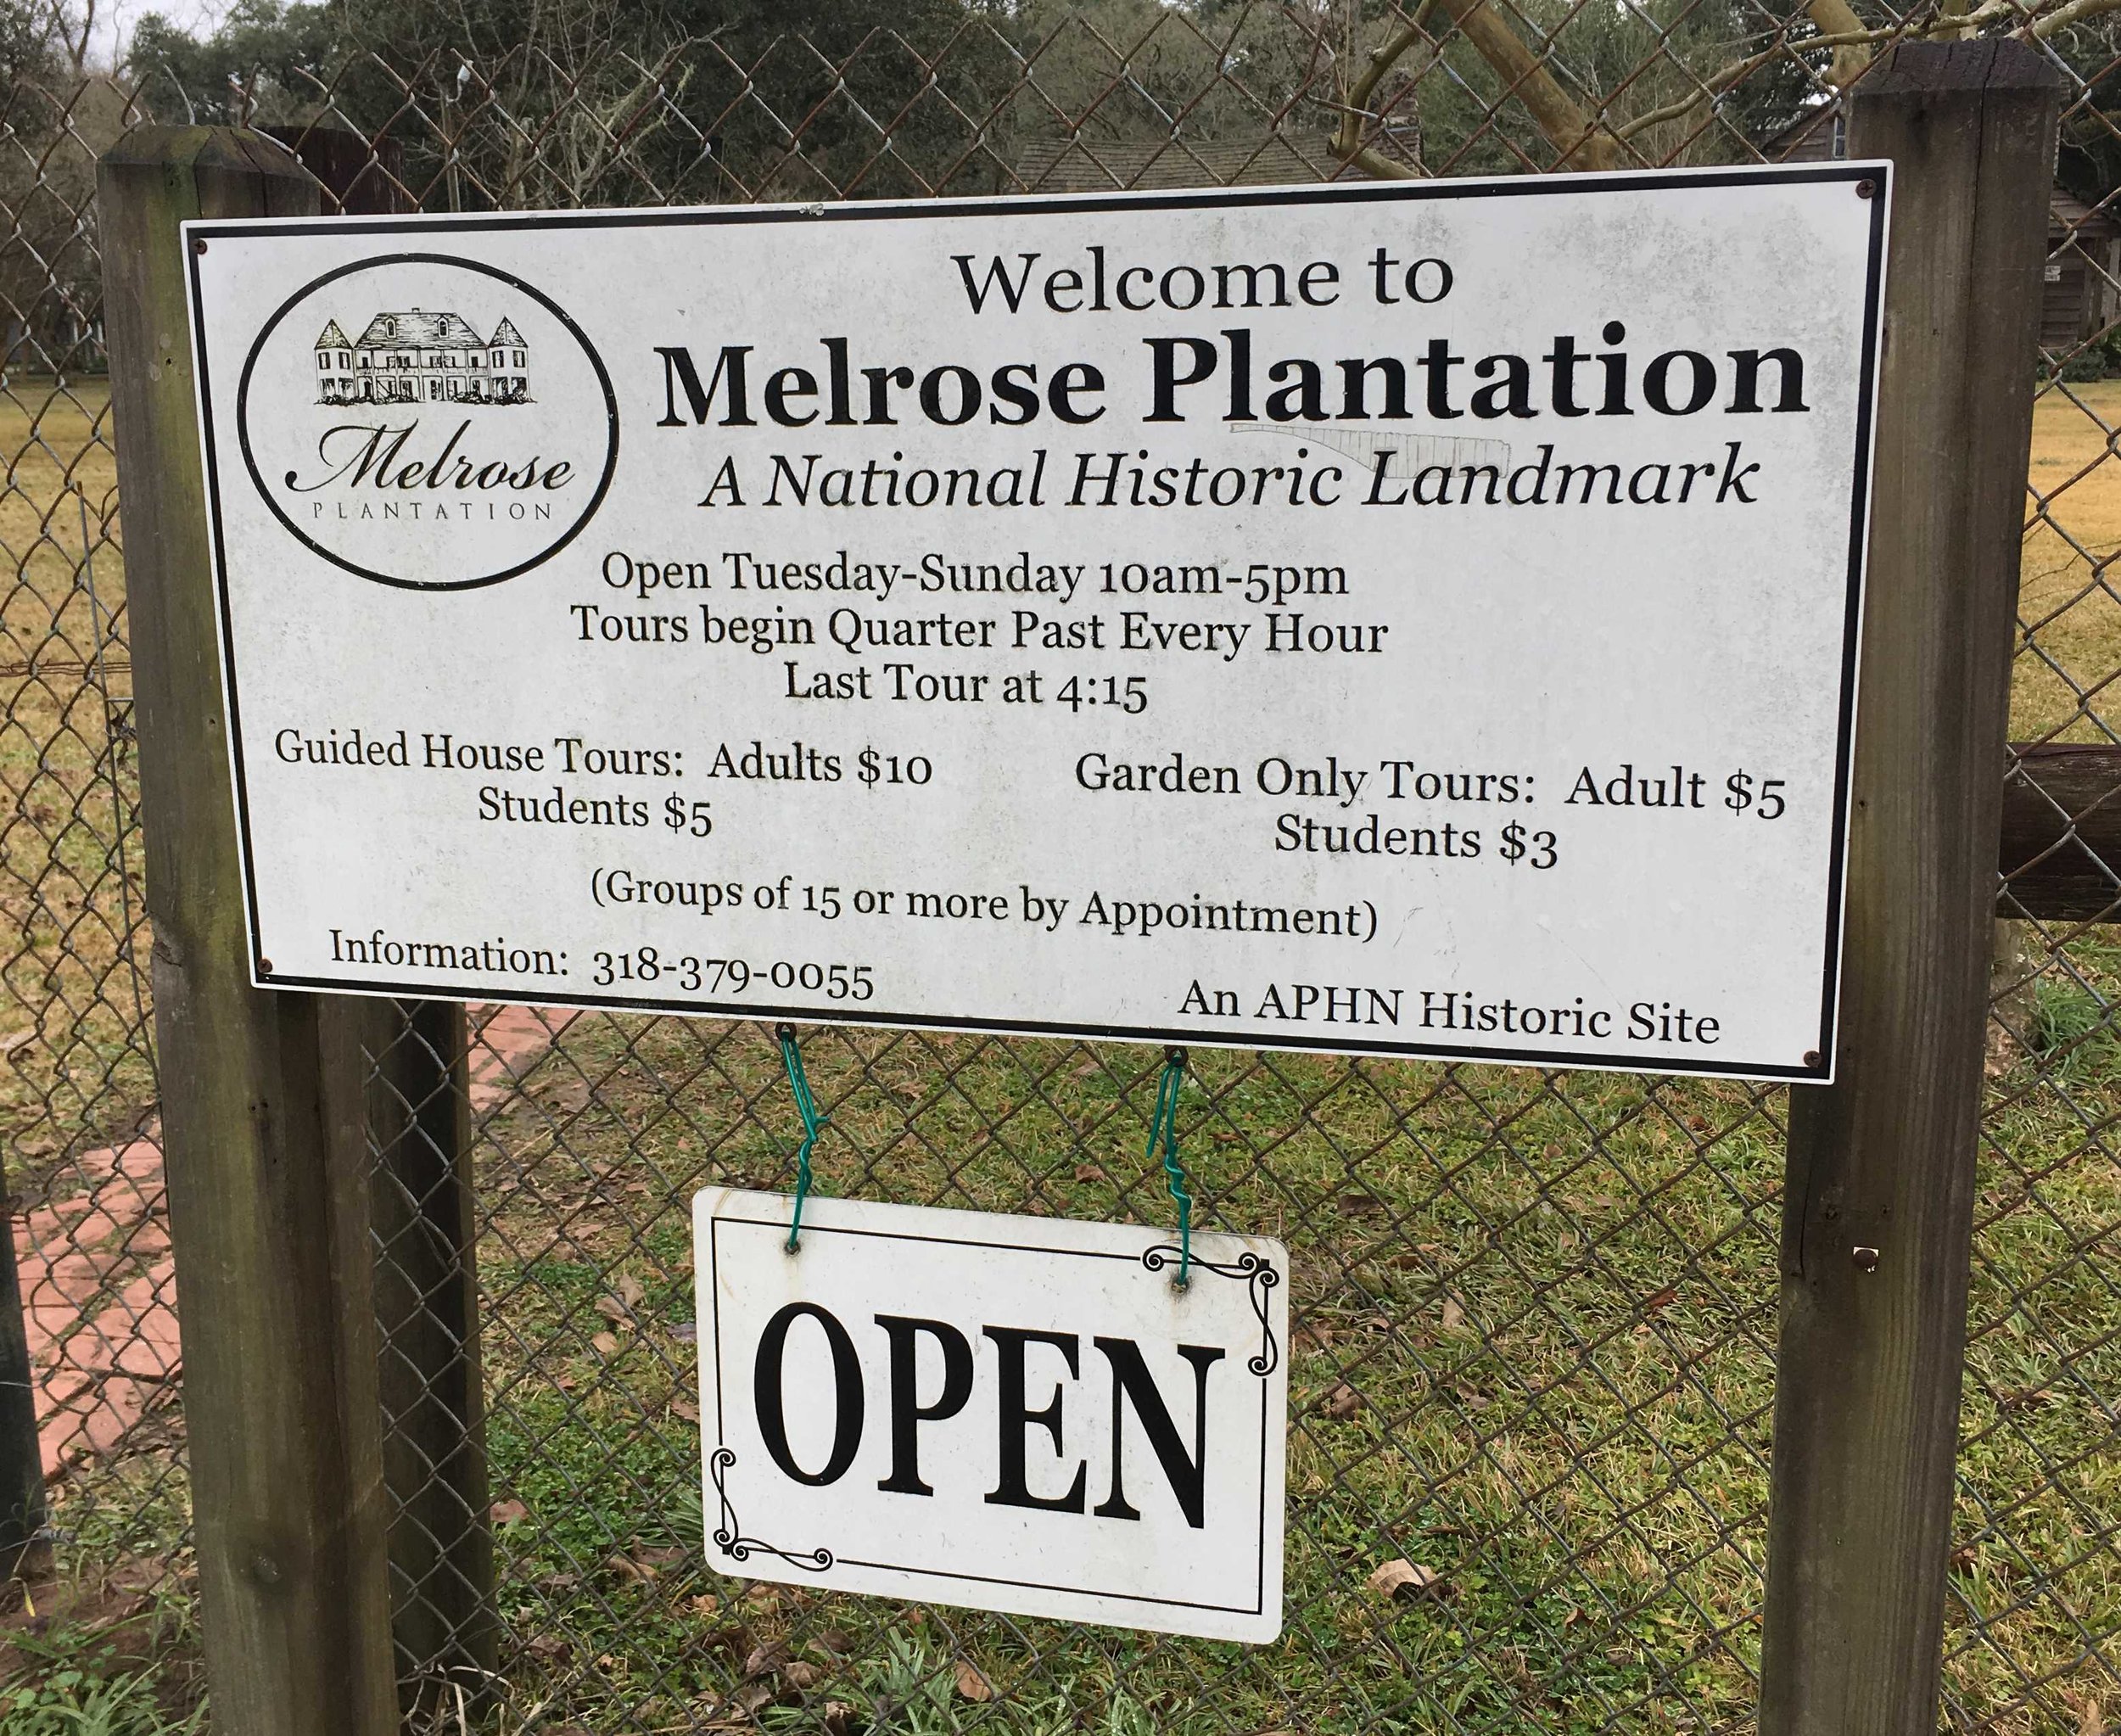 Melrose
PLANTATION
Welcome to
Melrose Plantation
A National Historic Landmark
Open Tuesday-Sunday 10am-5pm
Tours begin Quarter Past Every Hour
Last Tour at 4:15
Guided House Tours: Adults $10
Students $5
Garden Only Tours: Adult $5
Students $3
(Groups of 15 or more by Appointment)
Information: 318-379-0055
An APHN Historic Site
OPEN